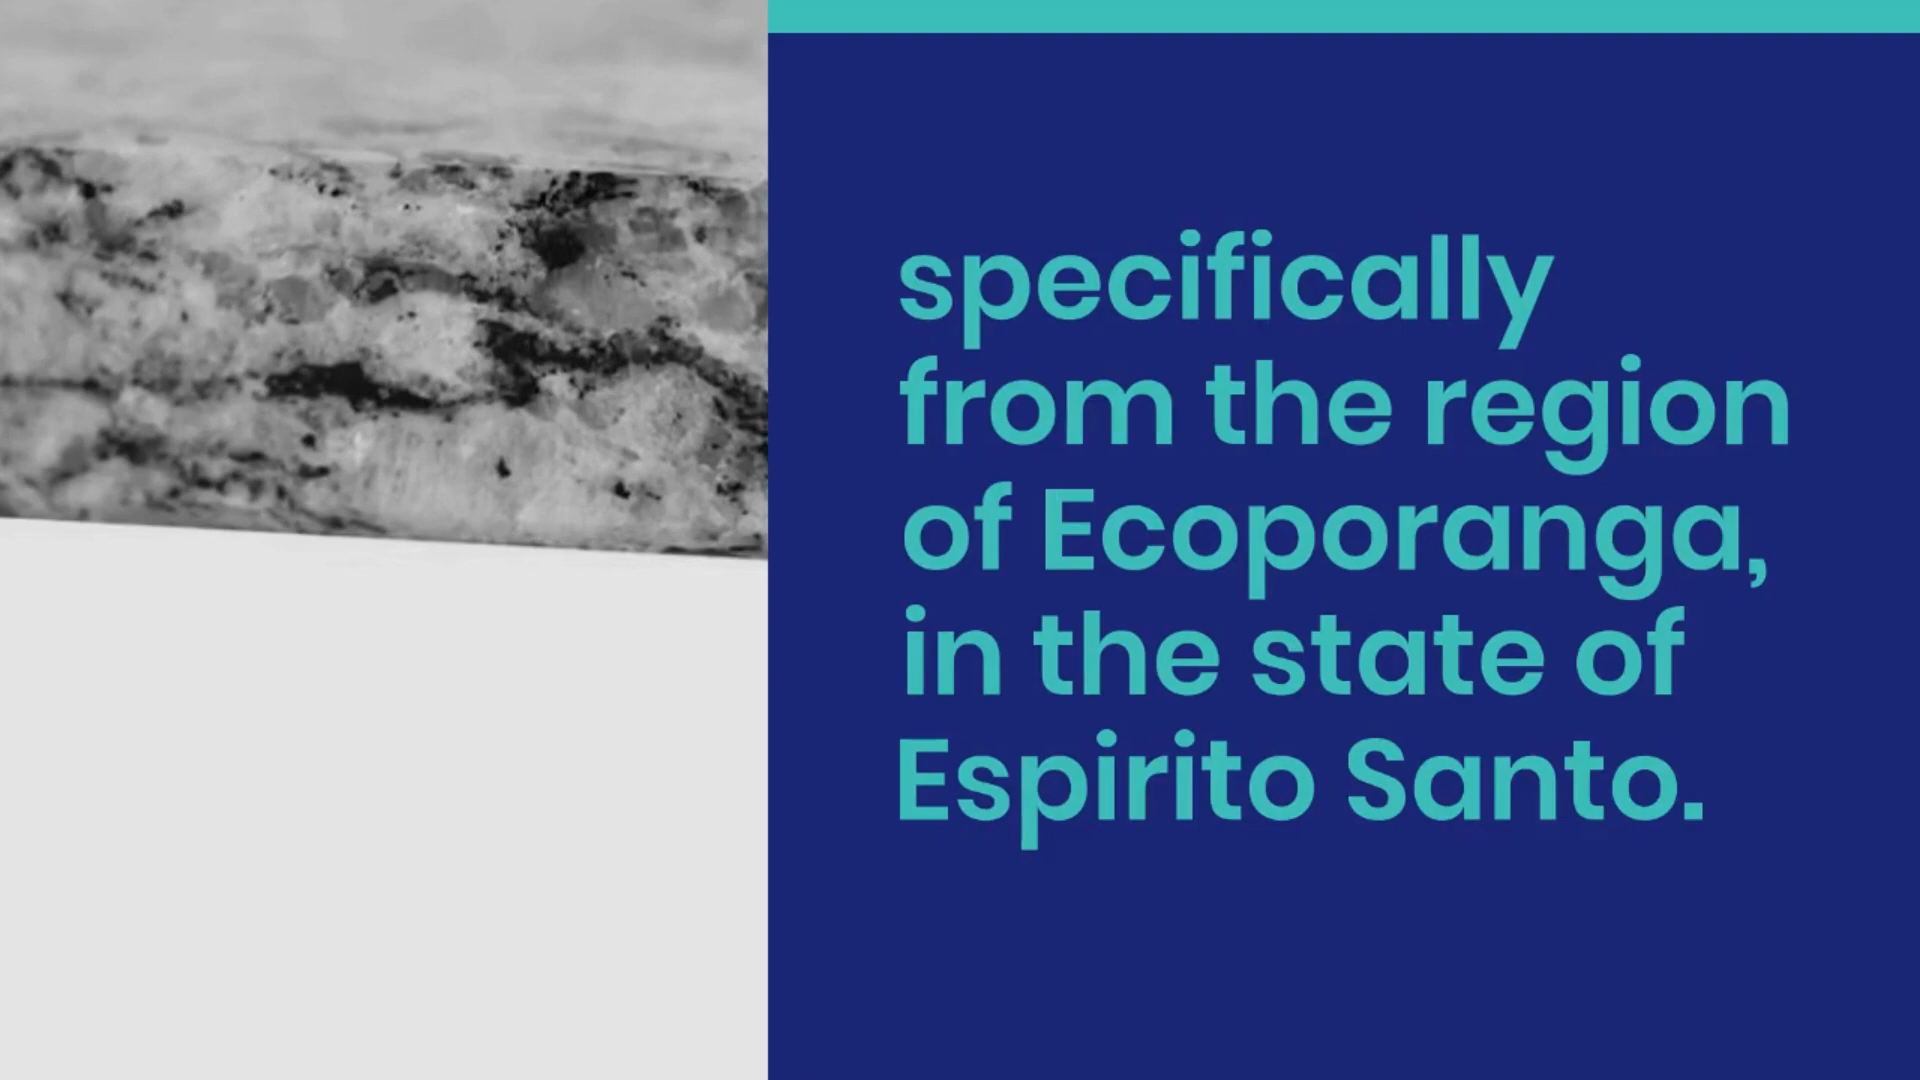 specifically
from the region
of Ecoporanga,
in the state of
Espirito Santo.